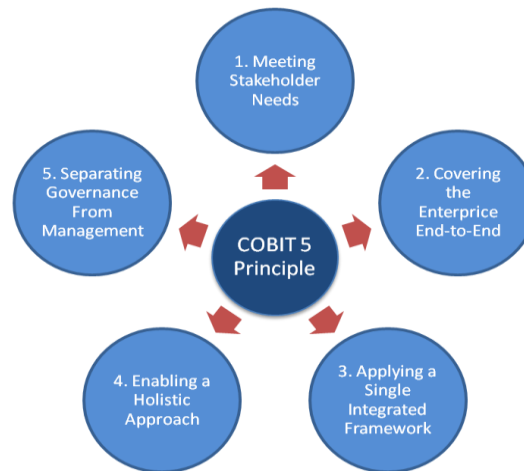 1. Meeting
Stakeholder
Needs
5. Separating
Governance
From
Management
2. Covering
the
Enterprice
End-to-End
COBIT 5
Principle
4. Enabling a
Holistic
Approach
3. Applying a
Single
Integrated
Framework